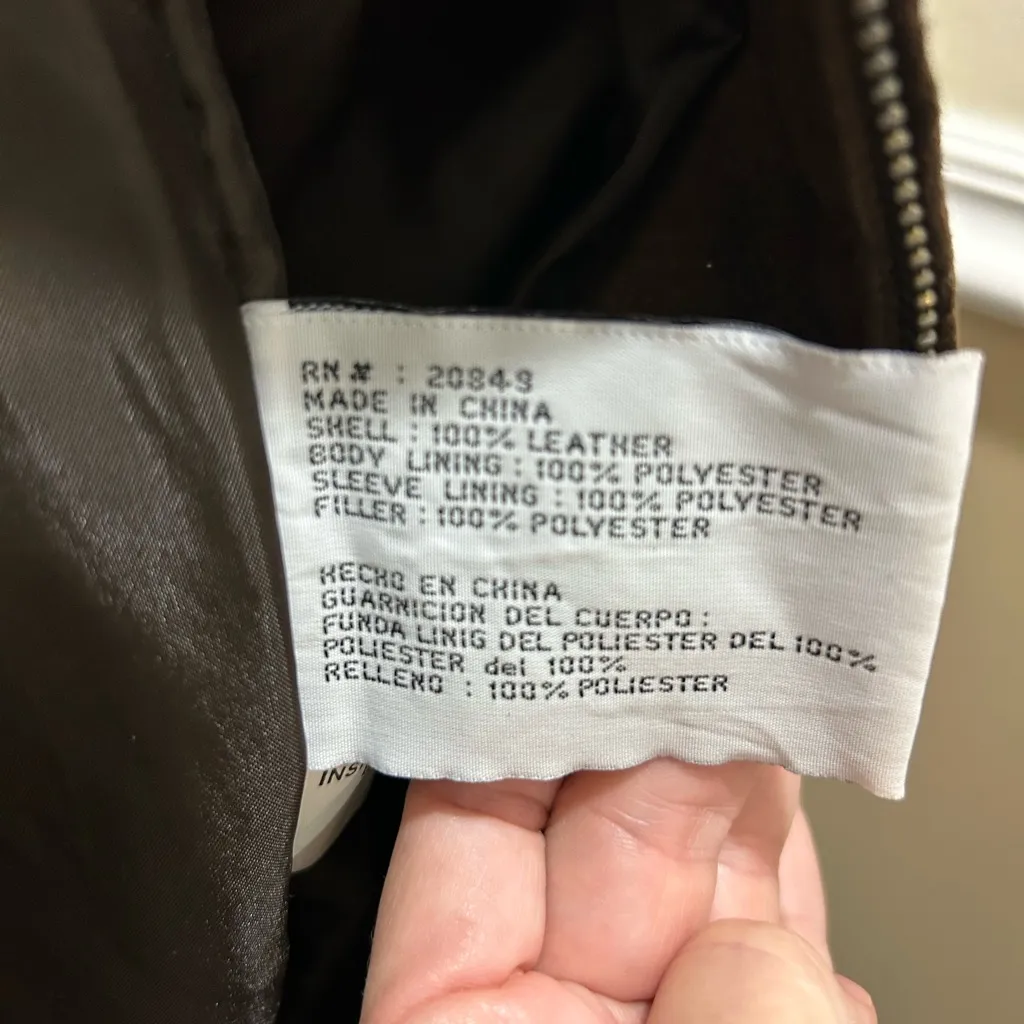 RN # : 20849
MADE IN CHINA
SHELL : 100% LEATHER
BODY LINING : 100% POLYESTER
SLEEVE LINING : 100% POLYESTER
FILLER : 100% POLYESTER
HECHO EN CHINA
GUARNICION DEL CUERPO :
FUNDA LINIG DEL POLIESTER DEL 100%
POLIESTER del 100%
RELLENO : 100% POLIESTER